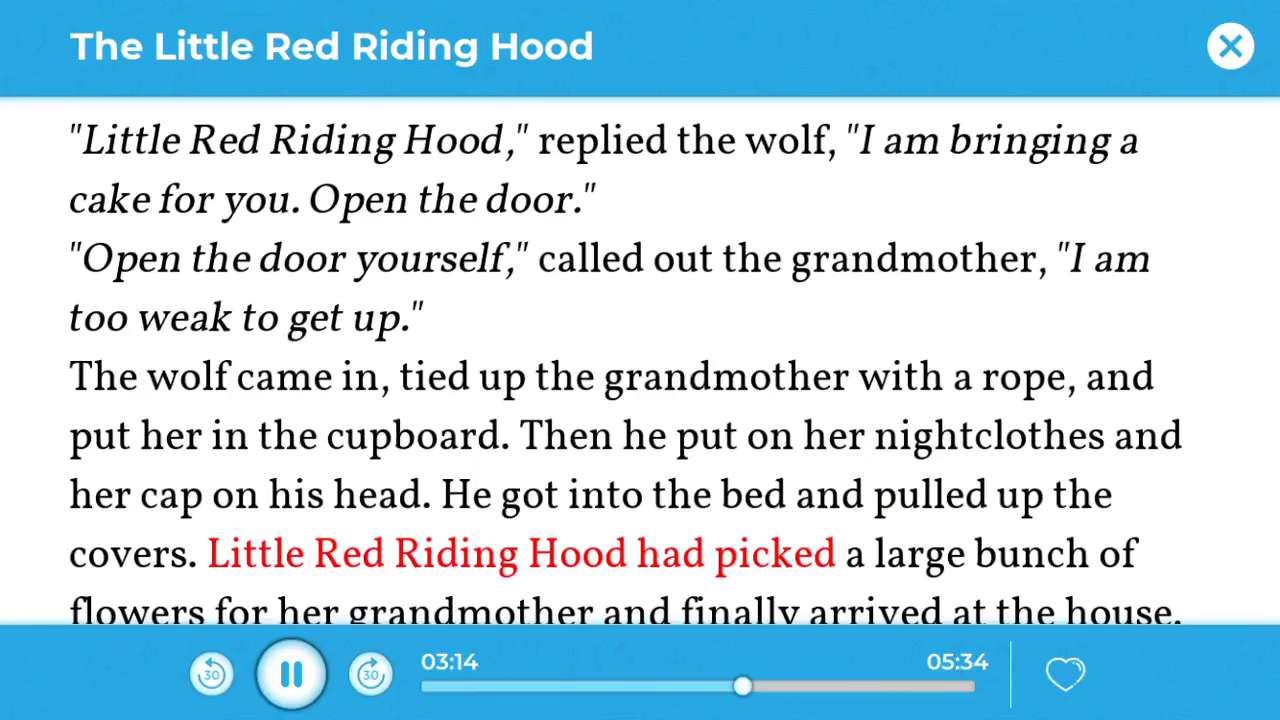 The Little Red Riding Hood
"Little Red Riding Hood," replied the wolf, "I am bringing a
cake for you. Open the door."
"Open the door yourself," called out the grandmother, "I am
too weak to get up."
The wolf came in, tied up the grandmother with a rope, and
put her in the cupboard. Then he put on her nightclothes and
her cap on his head. He got into the bed and pulled up the
covers. Little Red Riding Hood had picked a large bunch of
flowers for her grandmother and finally arrived at the house.
30
30
03:14
05:34